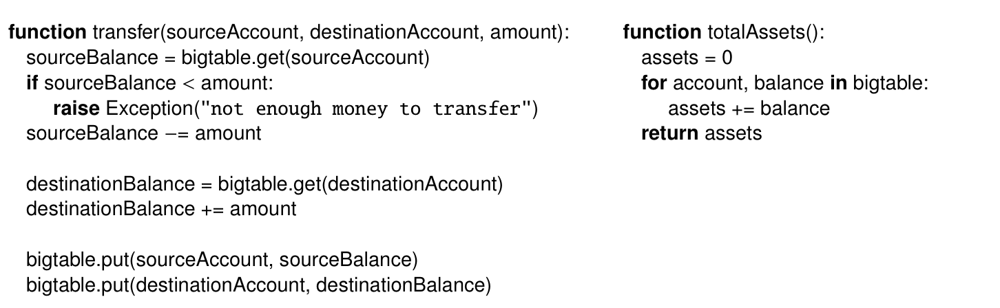 function transfer(sourceAccount, destinationAccount, amount):
sourceBalance = bigtable.get(sourceAccount)
if sourceBalance < amount:
raise Exception("not enough money to transfer")
sourceBalance −= amount
destinationBalance = bigtable.get(destinationAccount)
destinationBalance += amount
bigtable.put(sourceAccount, sourceBalance)
bigtable.put(destinationAccount, destinationBalance)
function totalAssets():
assets = 0
for account, balance in bigtable:
assets += balance
return assets